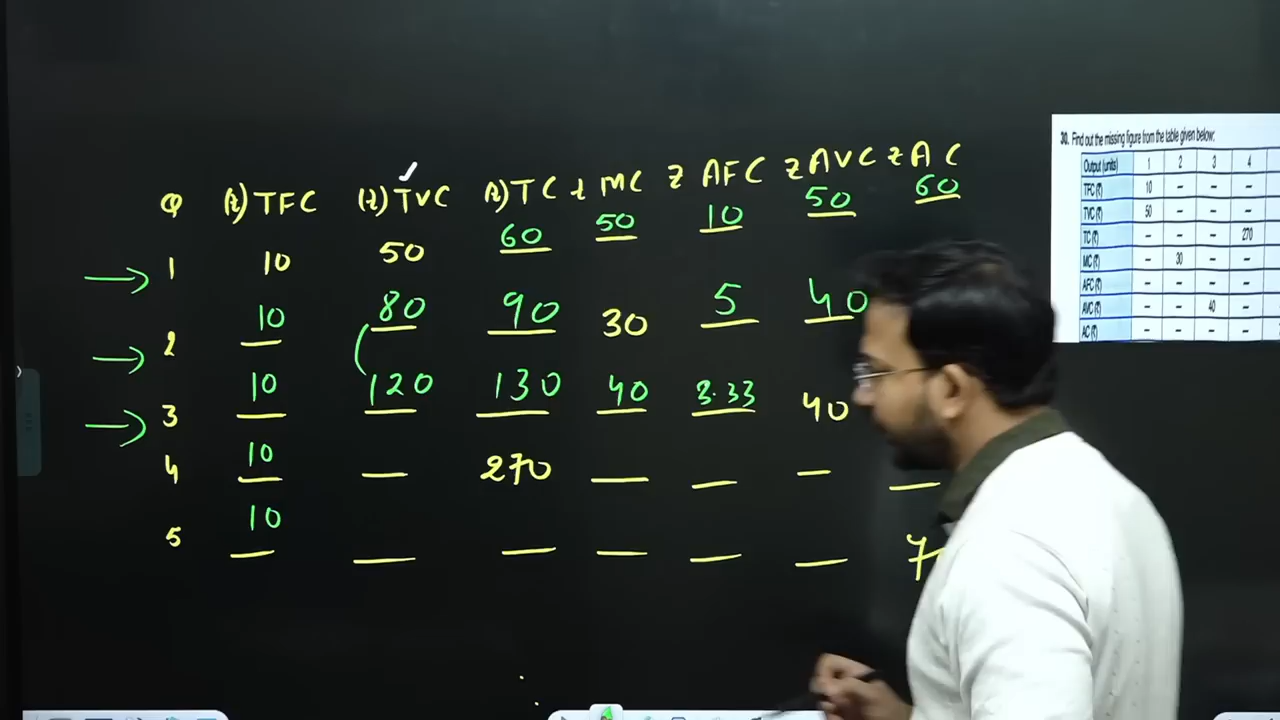 Q (₹) TFC (₹) TVC (₹) TC ₹ MC ₹ AFC ₹ AVC ₹ AC
1 10 50 60 50 10 50 60
2 10 80 90 30 5 40
3 10 120 130 40 3.33 40
4 10 — 270 — — — —
5 10 — — — — — 7
30. Find out the missing figure from the table given below:
Output (units) 1 2 3 4
TFC (₹) 10 – – –
TVC (₹) 50 – – –
TC (₹) – – – 270
MC (₹) – 30 – –
AFC (₹) – – – –
AVC (₹) – – 40 –
AC (₹) – – – –